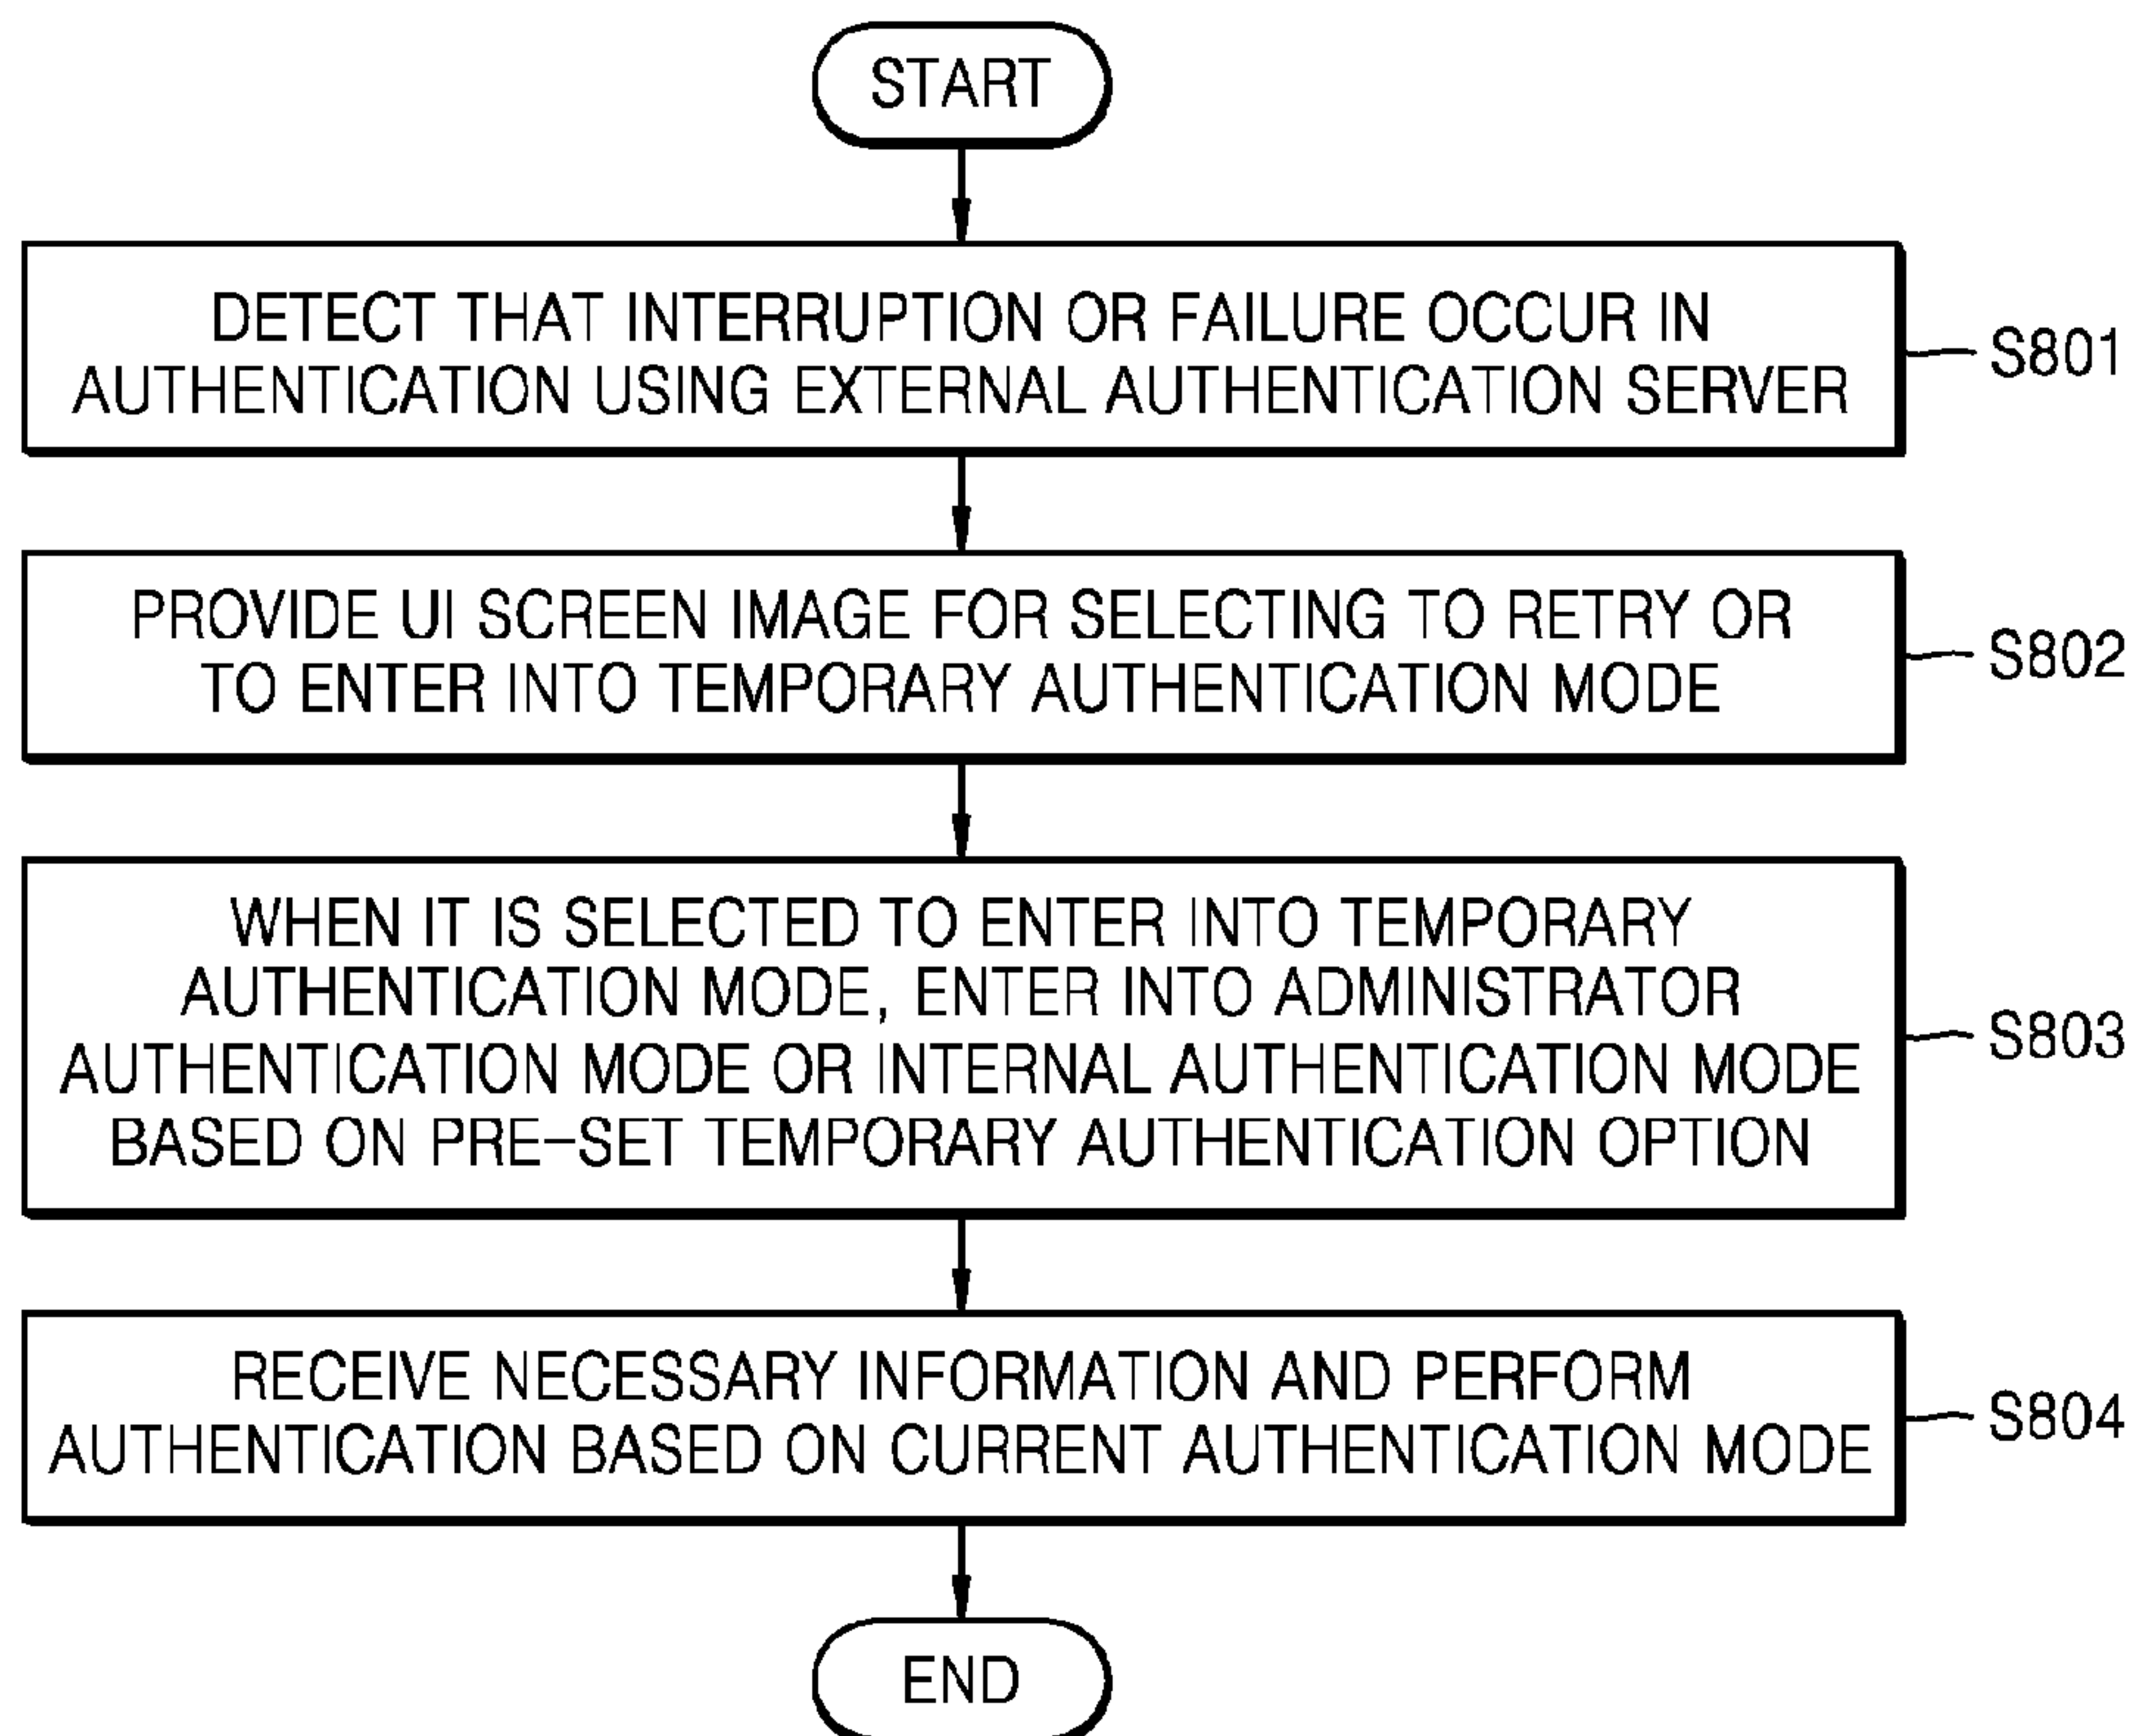 START
DETECT THAT INTERRUPTION OR FAILURE OCCUR IN
AUTHENTICATION USING EXTERNAL AUTHENTICATION SERVER
S801
PROVIDE UI SCREEN IMAGE FOR SELECTING TO RETRY OR
TO ENTER INTO TEMPORARY AUTHENTICATION MODE
S802
WHEN IT IS SELECTED TO ENTER INTO TEMPORARY
AUTHENTICATION MODE, ENTER INTO ADMINISTRATOR
AUTHENTICATION MODE OR INTERNAL AUTHENTICATION MODE
BASED ON PRE-SET TEMPORARY AUTHENTICATION OPTION
S803
RECEIVE NECESSARY INFORMATION AND PERFORM
AUTHENTICATION BASED ON CURRENT AUTHENTICATION MODE
S804
END